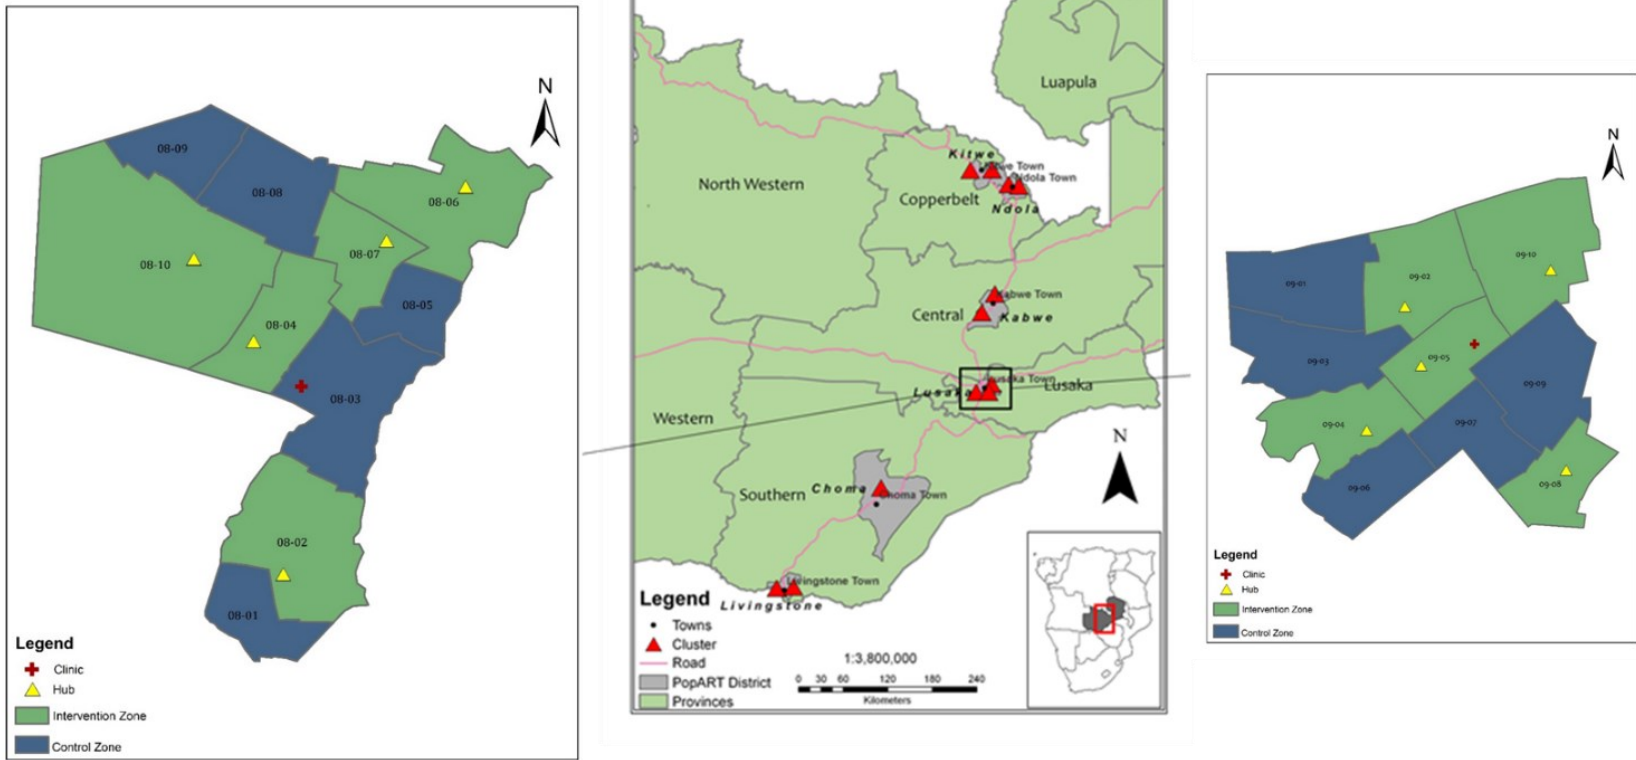 N
08-09
08-08
08-06
08-07
08-10
08-05
08-04
08-03
08-02
08-01
Legend
Clinic
Hub
Intervention Zone
Control Zone
Luapula
Kitwe
Town
North Western
Ndola Town
Copperbelt
Ndola
Kabwe Town
Central
Kabwe
Lusaka Town
Lusaka
Lusaka
Western
N
Southern
Choma
Choma Town
Livingstone Town
Livingstone
Legend
Towns
Cluster
Road
PopART District
Provinces
1:3,800,000
0 30 60 120 180 240
Kilometers
N
09-10
09-02
09-01
09-05
09-03
09-09
09-04
09-07
09-08
09-06
Legend
Clinic
Hub
Intervention Zone
Control Zone